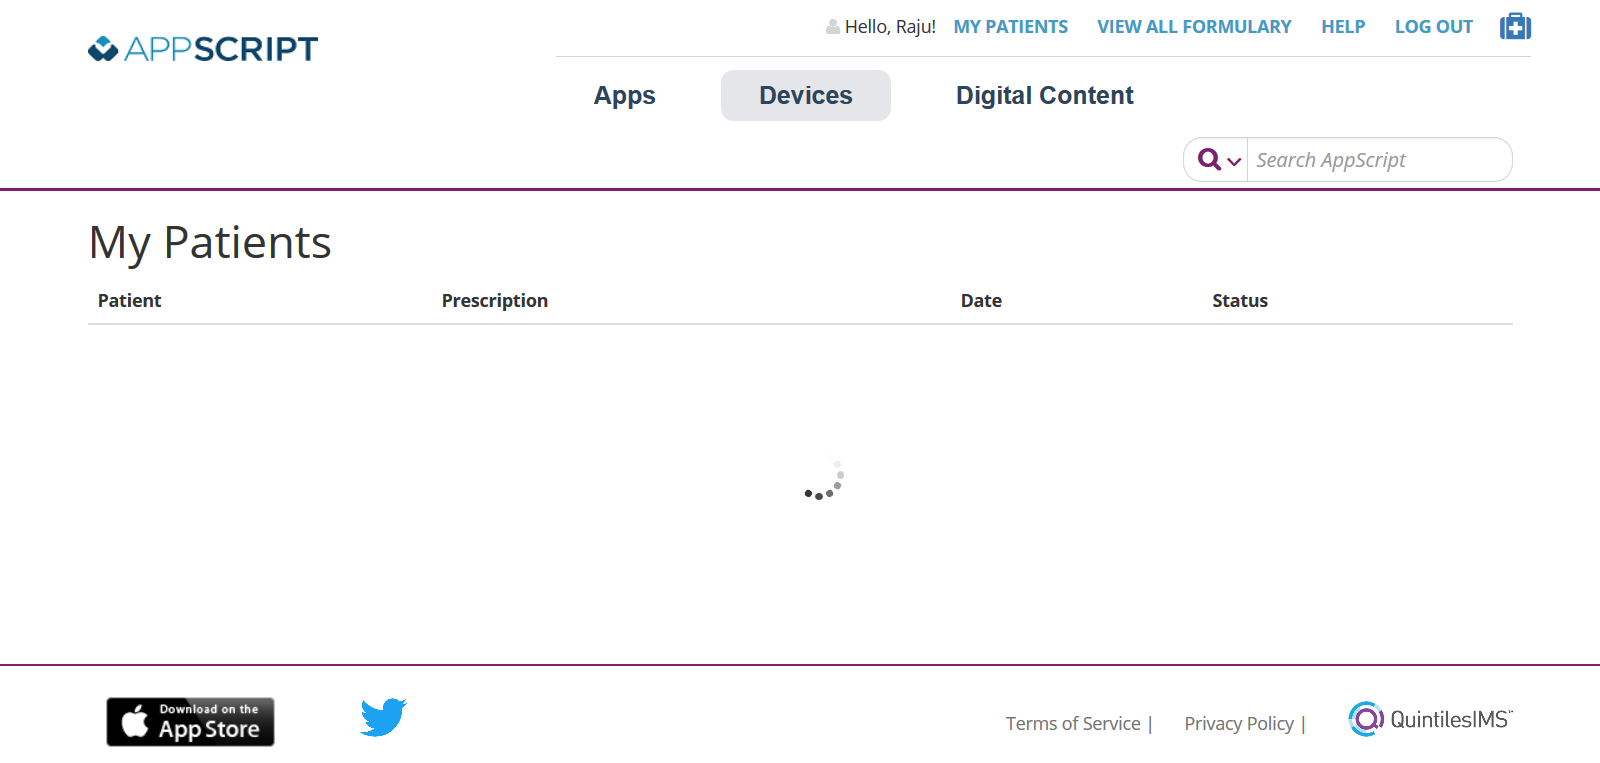 Hello, Raju! MY PATIENTS VIEW ALL FORMULARY HELP LOG OUT
APPSCRIPT
Apps Devices Digital Content
Search AppScript
My Patients
Patient Prescription Date Status
Download on the
App Store
Terms of Service | Privacy Policy | QuintilesIMS™